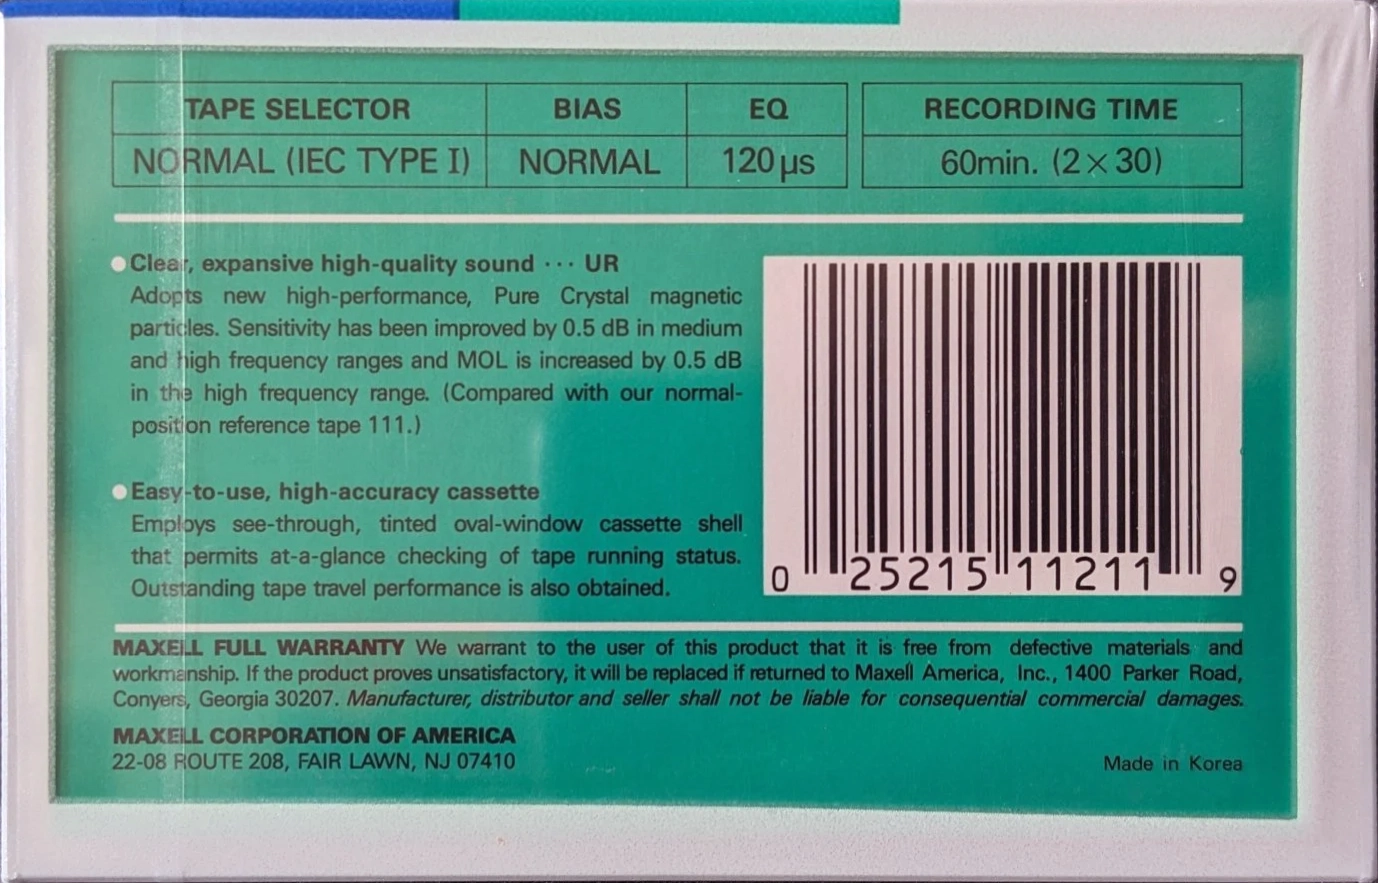 TAPE SELECTOR BIAS EQ RECORDING TIME
NORMAL (IEC TYPE I) NORMAL 120 µs 60min. (2 × 30)
●Clear, expansive high-quality sound ··· UR
Adopts new high-performance, Pure Crystal magnetic
particles. Sensitivity has been improved by 0.5 dB in medium
and high frequency ranges and MOL is increased by 0.5 dB
in the high frequency range. (Compared with our normal-
position reference tape 111.)
●Easy-to-use, high-accuracy cassette
Employs see-through, tinted oval-window cassette shell
that permits at-a-glance checking of tape running status.
Outstanding tape travel performance is also obtained.
0 25215 11211 9
MAXELL FULL WARRANTY We warrant to the user of this product that it is free from defective materials and
workmanship. If the product proves unsatisfactory, it will be replaced if returned to Maxell America, Inc., 1400 Parker Road,
Conyers, Georgia 30207. Manufacturer, distributor and seller shall not be liable for consequential commercial damages.
MAXELL CORPORATION OF AMERICA
22-08 ROUTE 208, FAIR LAWN, NJ 07410
Made in Korea